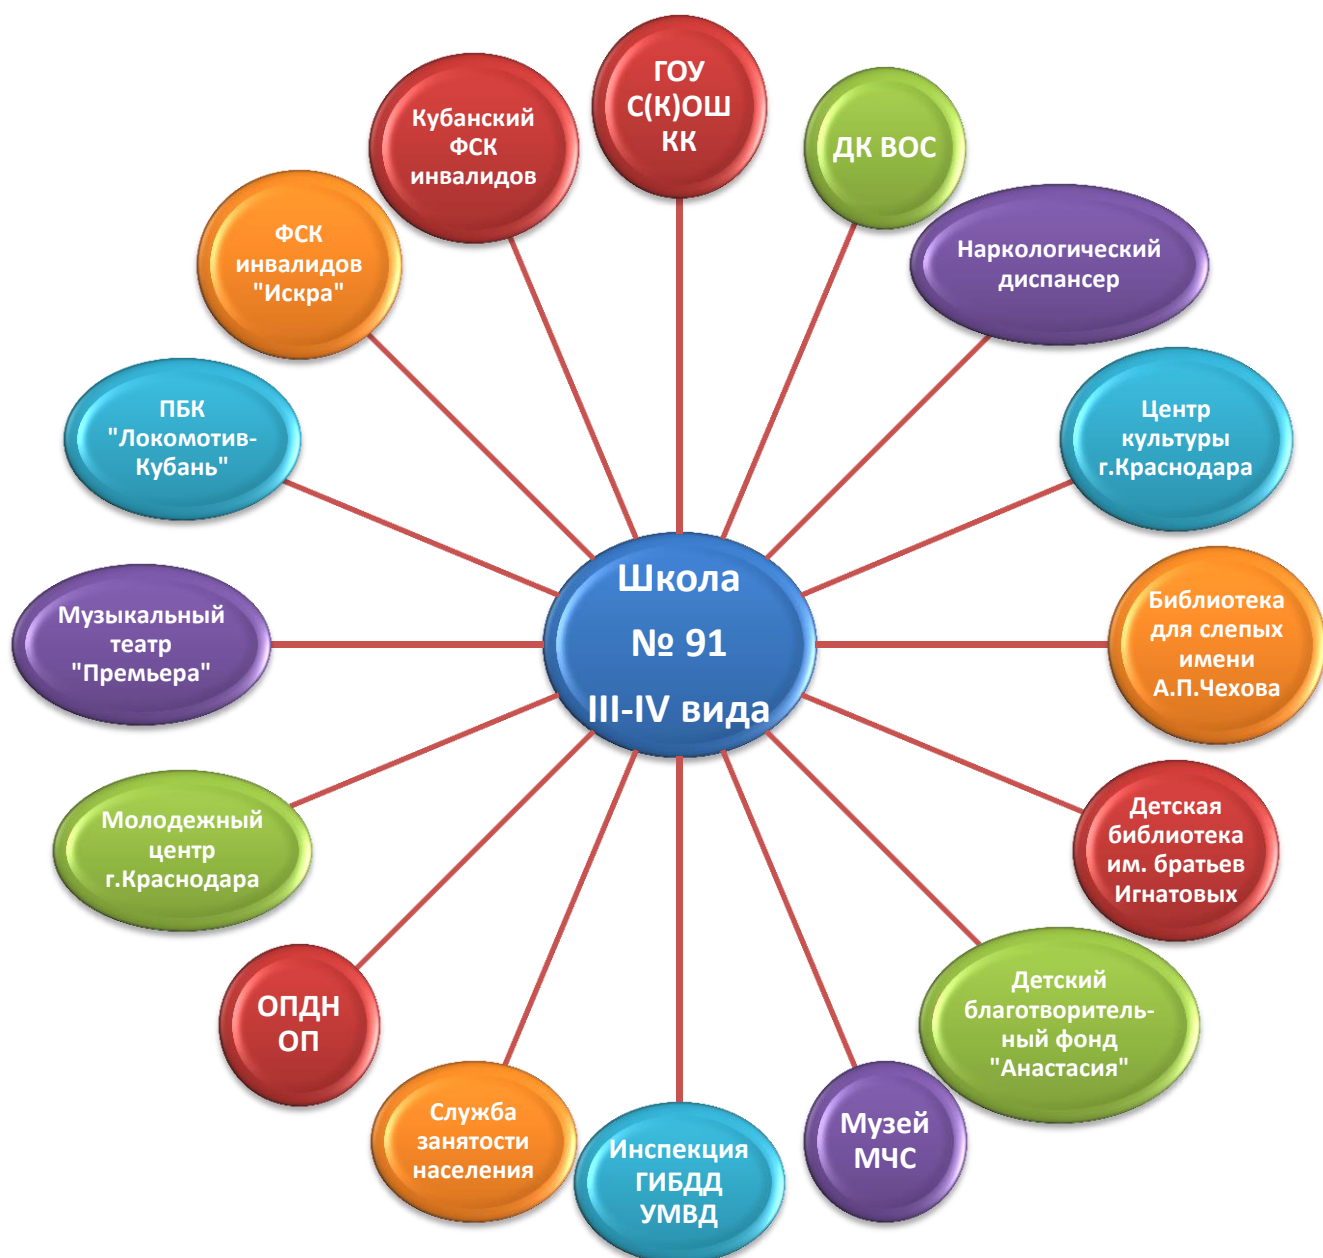 ГОУ
С(К)ОШ
КК
ДК ВОС
Наркологический
диспансер
Центр
культуры
г.Краснодара
Библиотека
для слепых
имени
А.П.Чехова
Детская
библиотека
им. братьев
Игнатовых
Детский
благотворитель-
ный фонд
"Анастасия"
Музей
МЧС
Инспекция
ГИБДД
УМВД
Служба
занятости
населения
ОПДН
ОП
Молодежный
центр
г.Краснодара
Музыкальный
театр
"Премьера"
ПБК
"Локомотив-
Кубань"
ФСК
инвалидов
"Искра"
Кубанский
ФСК
инвалидов
Школа
№ 91
III-IV вида